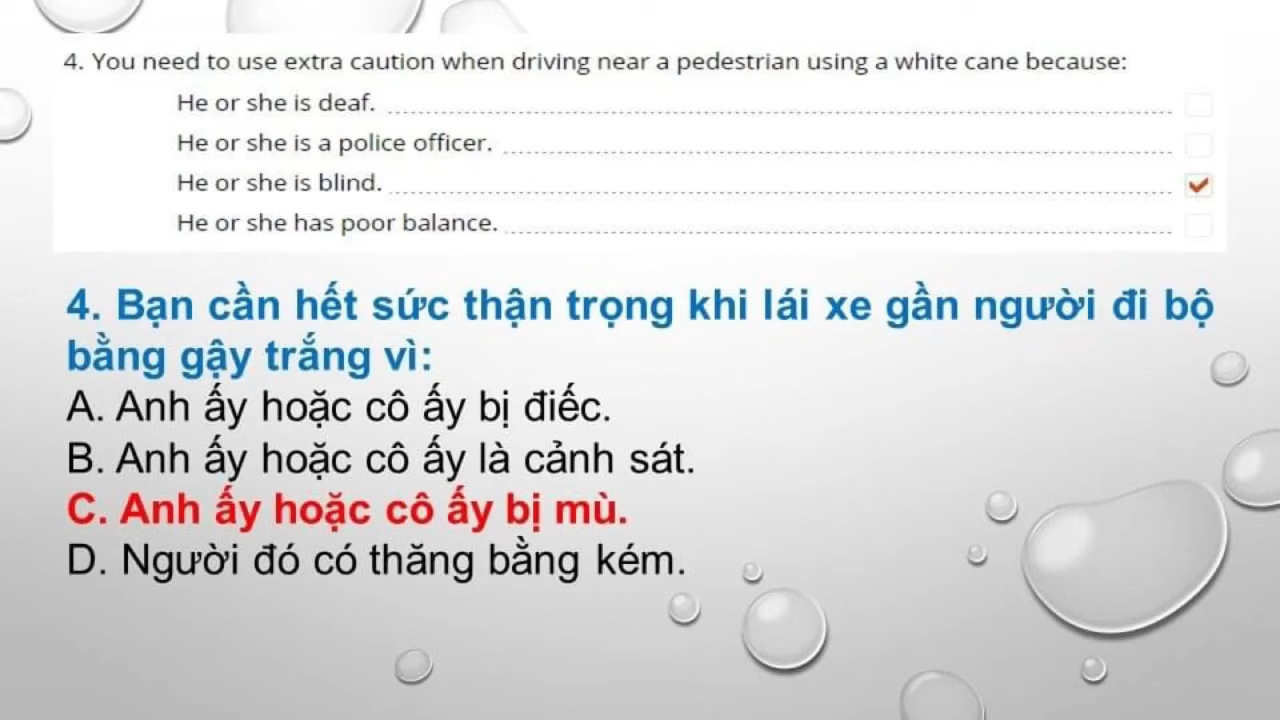 4. You need to use extra caution when driving near a pedestrian using a white cane because:
He or she is deaf.
He or she is a police officer.
He or she is blind.
He or she has poor balance.
4. Bạn cần hết sức thận trọng khi lái xe gần người đi bộ
bằng gậy trắng vì:
A. Anh ấy hoặc cô ấy bị điếc.
B. Anh ấy hoặc cô ấy là cảnh sát.
C. Anh ấy hoặc cô ấy bị mù.
D. Người đó có thăng bằng kém.